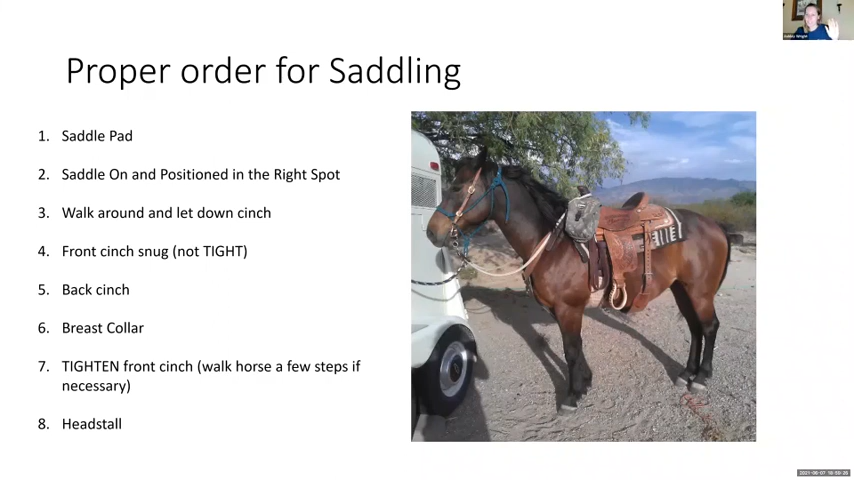 Proper order for Saddling
1. Saddle Pad
2. Saddle On and Positioned in the Right Spot
3. Walk around and let down cinch
4. Front cinch snug (not TIGHT)
5. Back cinch
6. Breast Collar
7. TIGHTEN front cinch (walk horse a few steps if
necessary)
8. Headstall